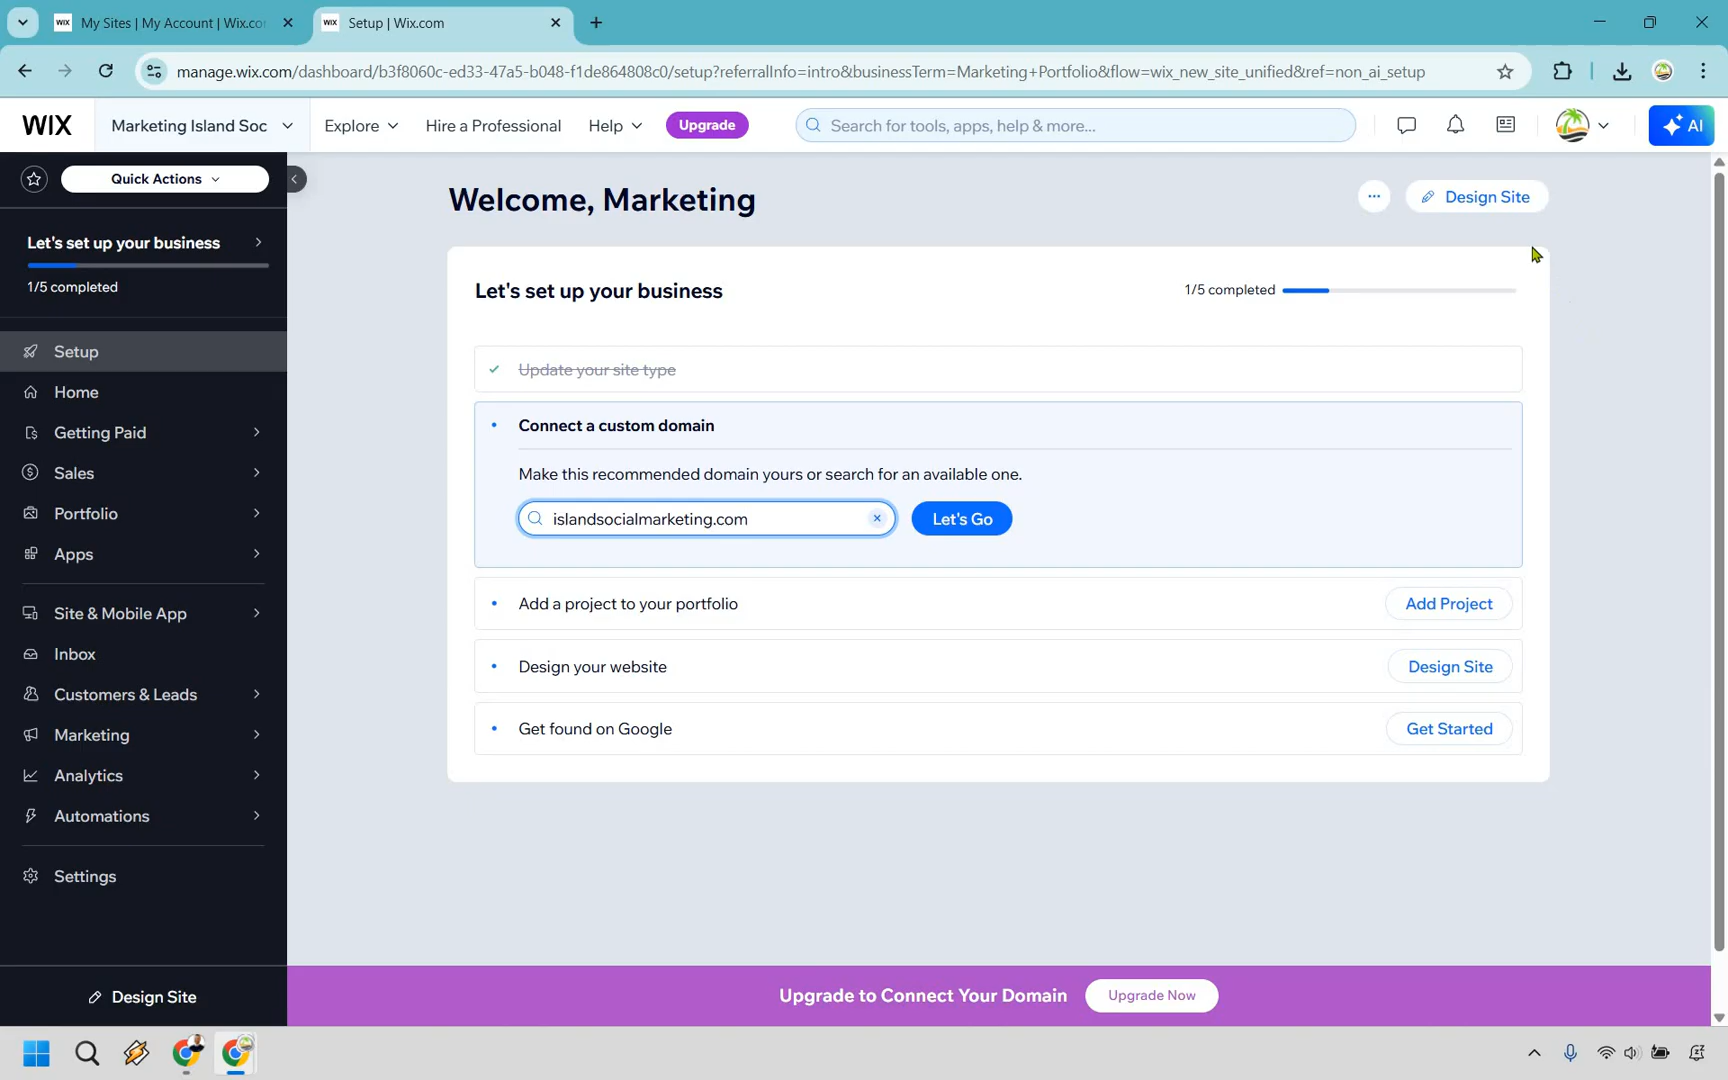 WIX My Sites | My Account | Wix.co
WIX Setup | Wix.com
manage.wix.com/dashboard/b3f8060c-ed33-47a5-b048-f1de864808c0/setup?referralInfo=intro&businessTerm=Marketing+Portfolio&flow=wix_new_site_unified&ref=non_ai_setup
WIX
Marketing Island Soc
Explore
Hire a Professional
Help
Upgrade
Search for tools, apps, help & more...
AI
Quick Actions
Let's set up your business
1/5 completed
Setup
Home
Getting Paid
Sales
Portfolio
Apps
Site & Mobile App
Inbox
Customers & Leads
Marketing
Analytics
Automations
Settings
Design Site
Welcome, Marketing
Design Site
Let's set up your business
1/5 completed
Update your site type
Connect a custom domain
Make this recommended domain yours or search for an available one.
islandsocialmarketing.com
Let's Go
Add a project to your portfolio
Add Project
Design your website
Design Site
Get found on Google
Get Started
Upgrade to Connect Your Domain
Upgrade Now